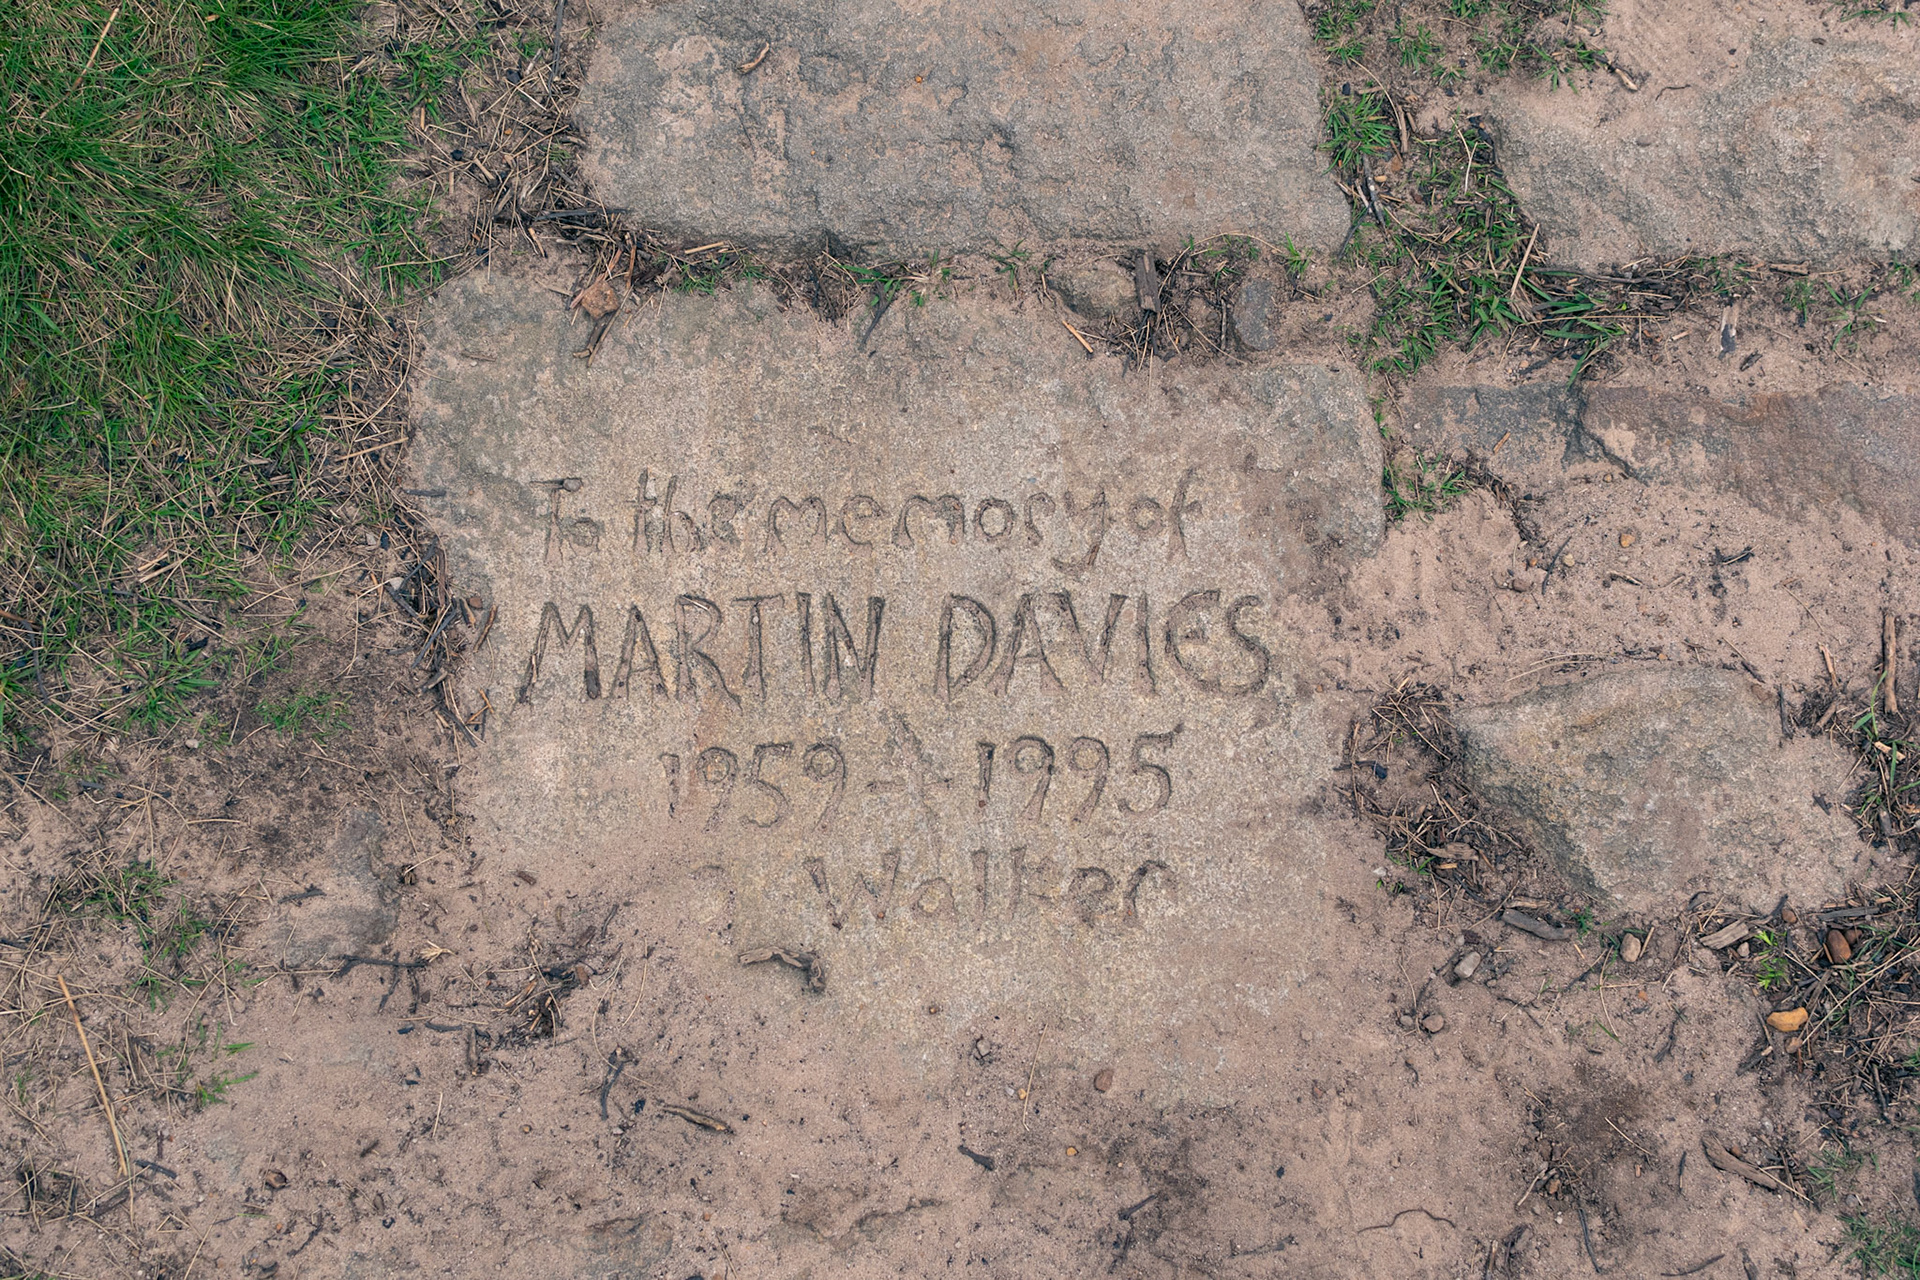 To the memory of
MARTIN DAVIES
1959 - 1995
a Walker